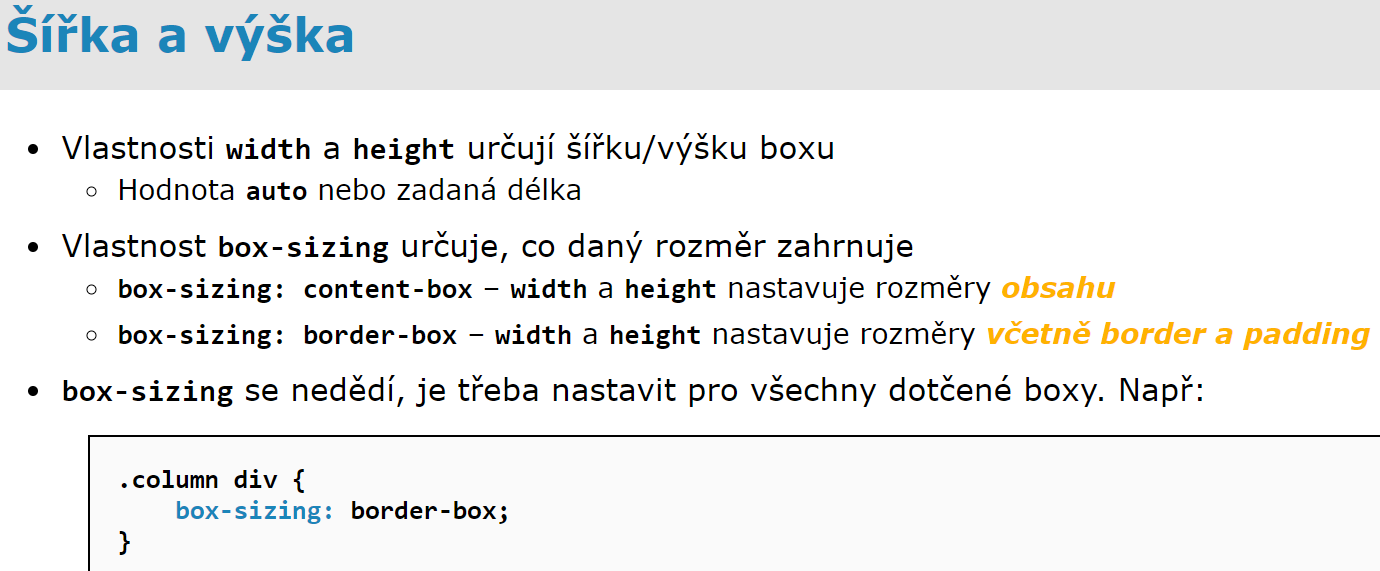 Šířka a výška
• Vlastnosti width a height určují šířku/výšku boxu
◦ Hodnota auto nebo zadaná délka
• Vlastnost box-sizing určuje, co daný rozměr zahrnuje
◦ box-sizing: content-box – width a height nastavuje rozměry obsahu
◦ box-sizing: border-box – width a height nastavuje rozměry včetně border a padding
• box-sizing se nedědí, je třeba nastavit pro všechny dotčené boxy. Např:
.column div {
    box-sizing: border-box;
}